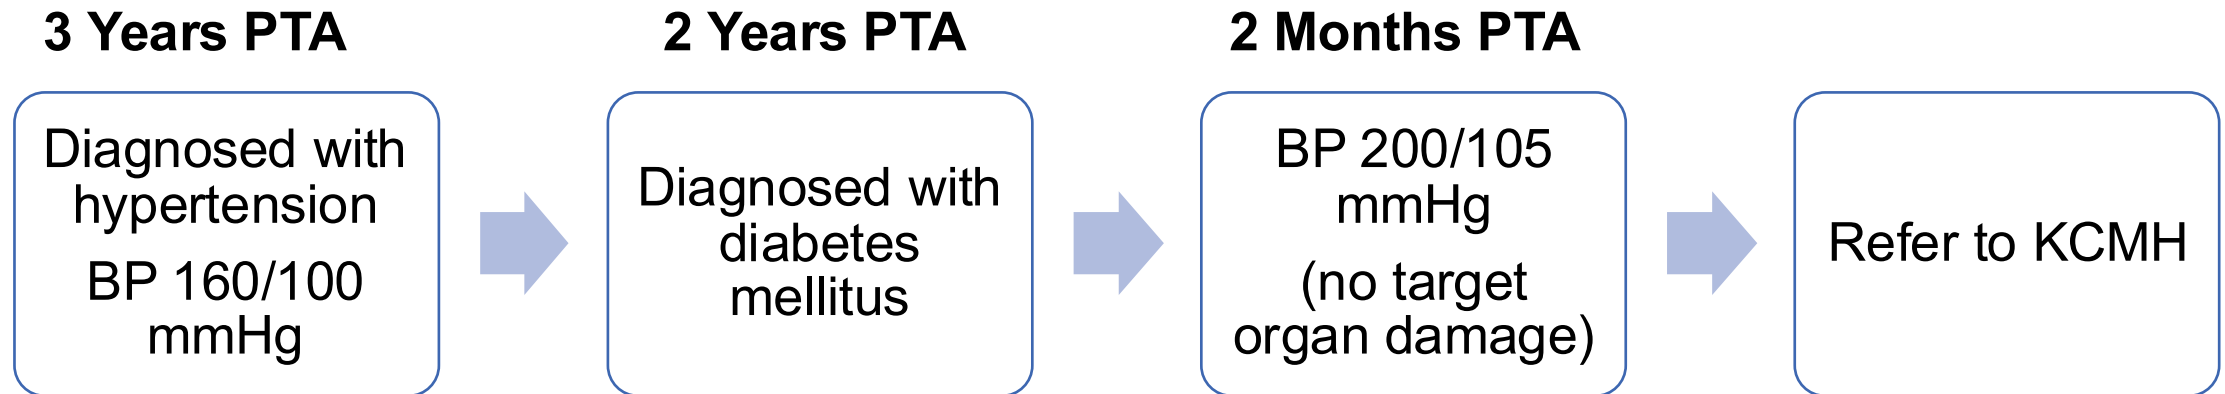 3 Years PTA
Diagnosed with
hypertension
BP 160/100
mmHg
2 Years PTA
Diagnosed with
diabetes
mellitus
2 Months PTA
BP 200/105
mmHg
(no target
organ damage)
Refer to KCMH